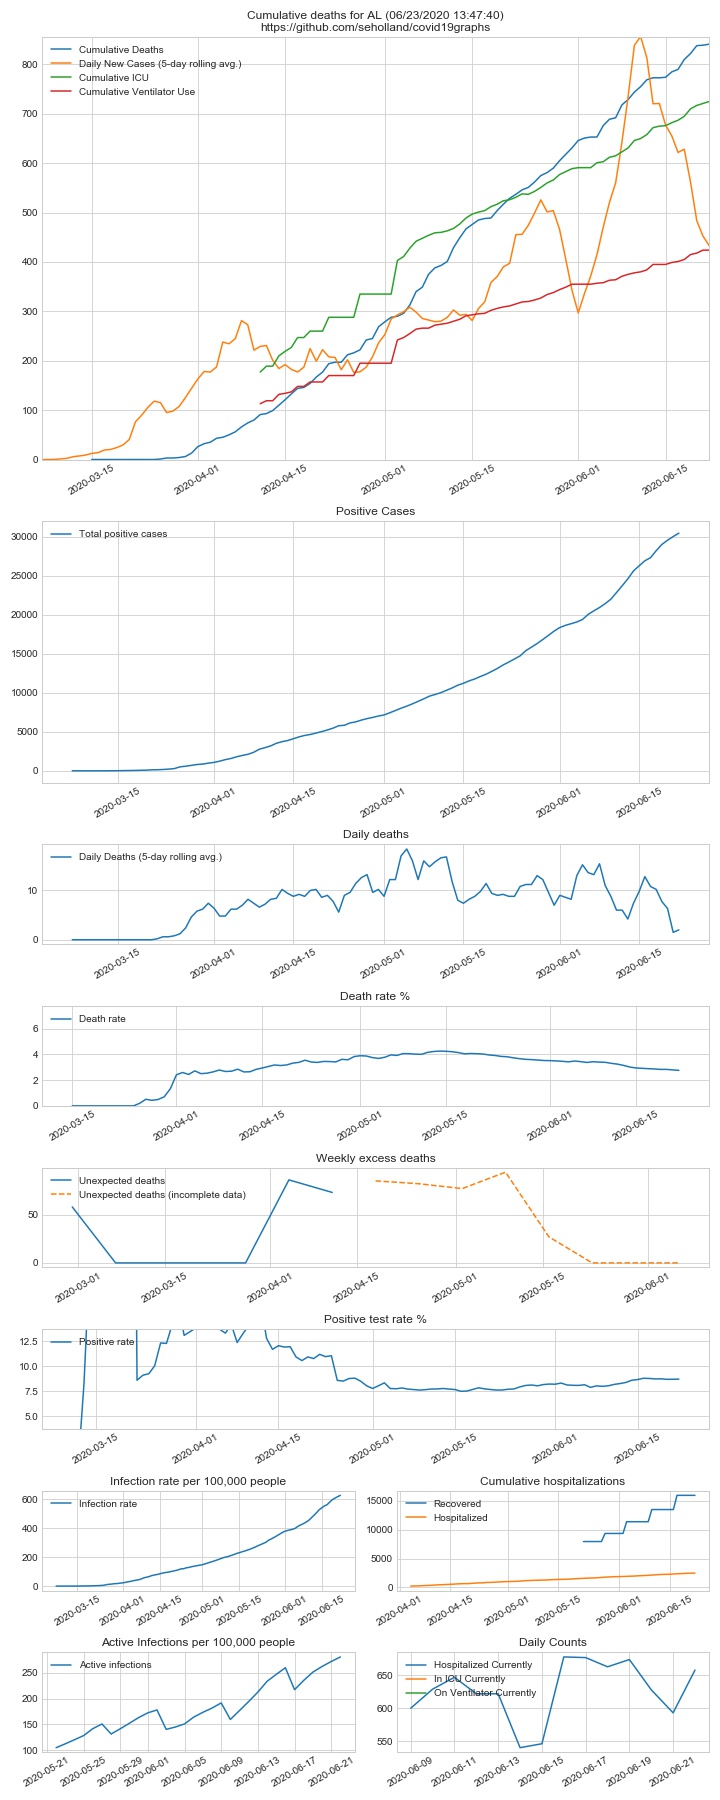 Cumulative deaths for AL (06/23/2020 13:47:40)
https://github.com/seholland/covid19graphs
Cumulative Deaths
Daily New Cases (5-day rolling avg.)
Cumulative ICU
Cumulative Ventilator Use
800
700
600
500
400
300
200
100
0
2020-03-15 2020-04-01 2020-04-15 2020-05-01 2020-05-15 2020-06-01 2020-06-15
Positive Cases
Total positive cases
30000
25000
20000
15000
10000
5000
0
2020-03-15 2020-04-01 2020-04-15 2020-05-01 2020-05-15 2020-06-01 2020-06-15
Daily deaths
Daily Deaths (5-day rolling avg.)
10
0
2020-03-15 2020-04-01 2020-04-15 2020-05-01 2020-05-15 2020-06-01 2020-06-15
Death rate %
Death rate
6
4
2
0
2020-03-15 2020-04-01 2020-04-15 2020-05-01 2020-05-15 2020-06-01 2020-06-15
Weekly excess deaths
Unexpected deaths
Unexpected deaths (incomplete data)
50
0
2020-03-01 2020-03-15 2020-04-01 2020-04-15 2020-05-01 2020-05-15 2020-06-01
Positive test rate %
Positive rate
12.5
10.0
7.5
5.0
2020-03-15 2020-04-01 2020-04-15 2020-05-01 2020-05-15 2020-06-01 2020-06-15
Infection rate per 100,000 people
Infection rate
600
400
200
0
2020-03-15 2020-04-01 2020-04-15 2020-05-01 2020-05-15 2020-06-01 2020-06-15
Cumulative hospitalizations
Recovered
Hospitalized
15000
10000
5000
0
2020-04-01 2020-04-15 2020-05-01 2020-05-15 2020-06-01 2020-06-15
Active Infections per 100,000 people
Active infections
250
200
150
100
2020-05-21 2020-05-25 2020-05-29 2020-06-01 2020-06-05 2020-06-09 2020-06-13 2020-06-17 2020-06-21
Daily Counts
Hospitalized Currently
In ICU Currently
On Ventilator Currently
650
600
550
2020-06-09 2020-06-11 2020-06-13 2020-06-15 2020-06-17 2020-06-19 2020-06-21